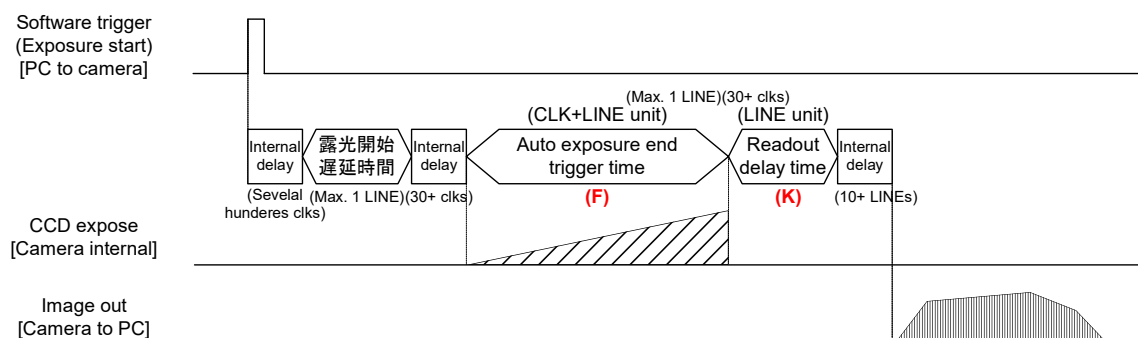 Software trigger
(Exposure start)
[PC to camera]
(Max. 1 LINE)(30+ clks)
(CLK+LINE unit)
(LINE unit)
Internal
delay
露光開始
遅延時間
Internal
delay
Auto exposure end
trigger time
Readout
delay time
Internal
delay
(Sevelal
hunderes clks)
(Max. 1 LINE)(30+ clks)
(F)
(K)
(10+ LINEs)
CCD expose
[Camera internal]
Image out
[Camera to PC]